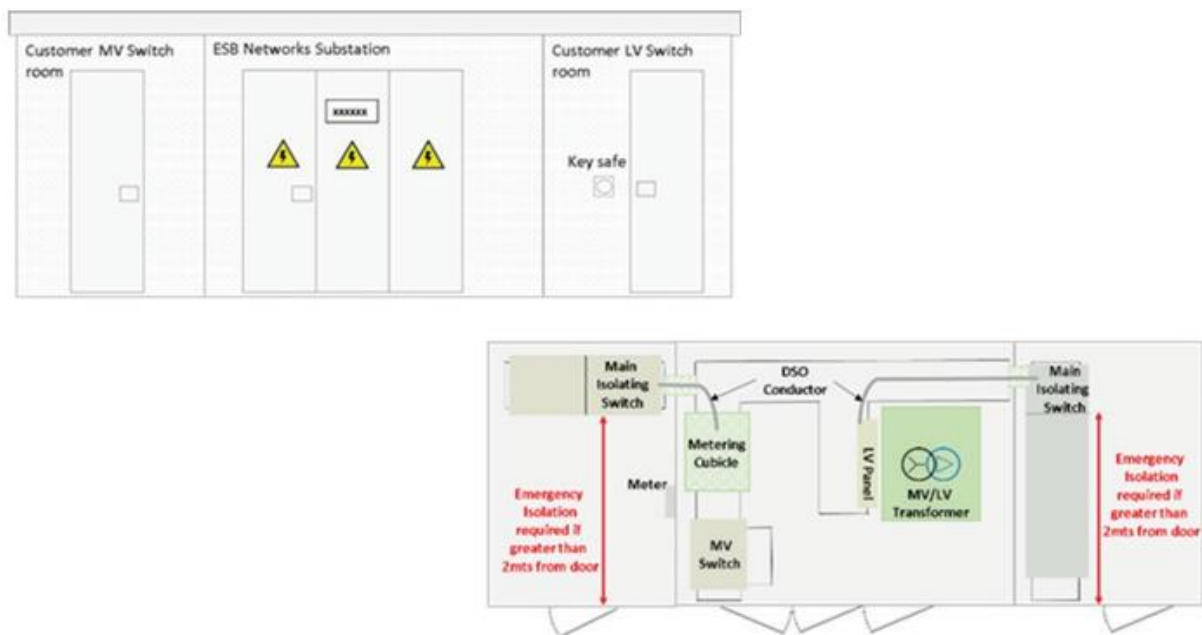 Customer MV Switch
room
ESB Networks Substation
Customer LV Switch
room
xxxxxx
Key safe
Main
Isolating
Switch
DSO
Conductor
Main
Isolating
Switch
Metering
Cubicle
LV Panel
MV/LV
Transformer
Meter
MV
Switch
Emergency
Isolation
required if
greater than
2mts from door
Emergency
Isolation
required if
greater than
2mts from door